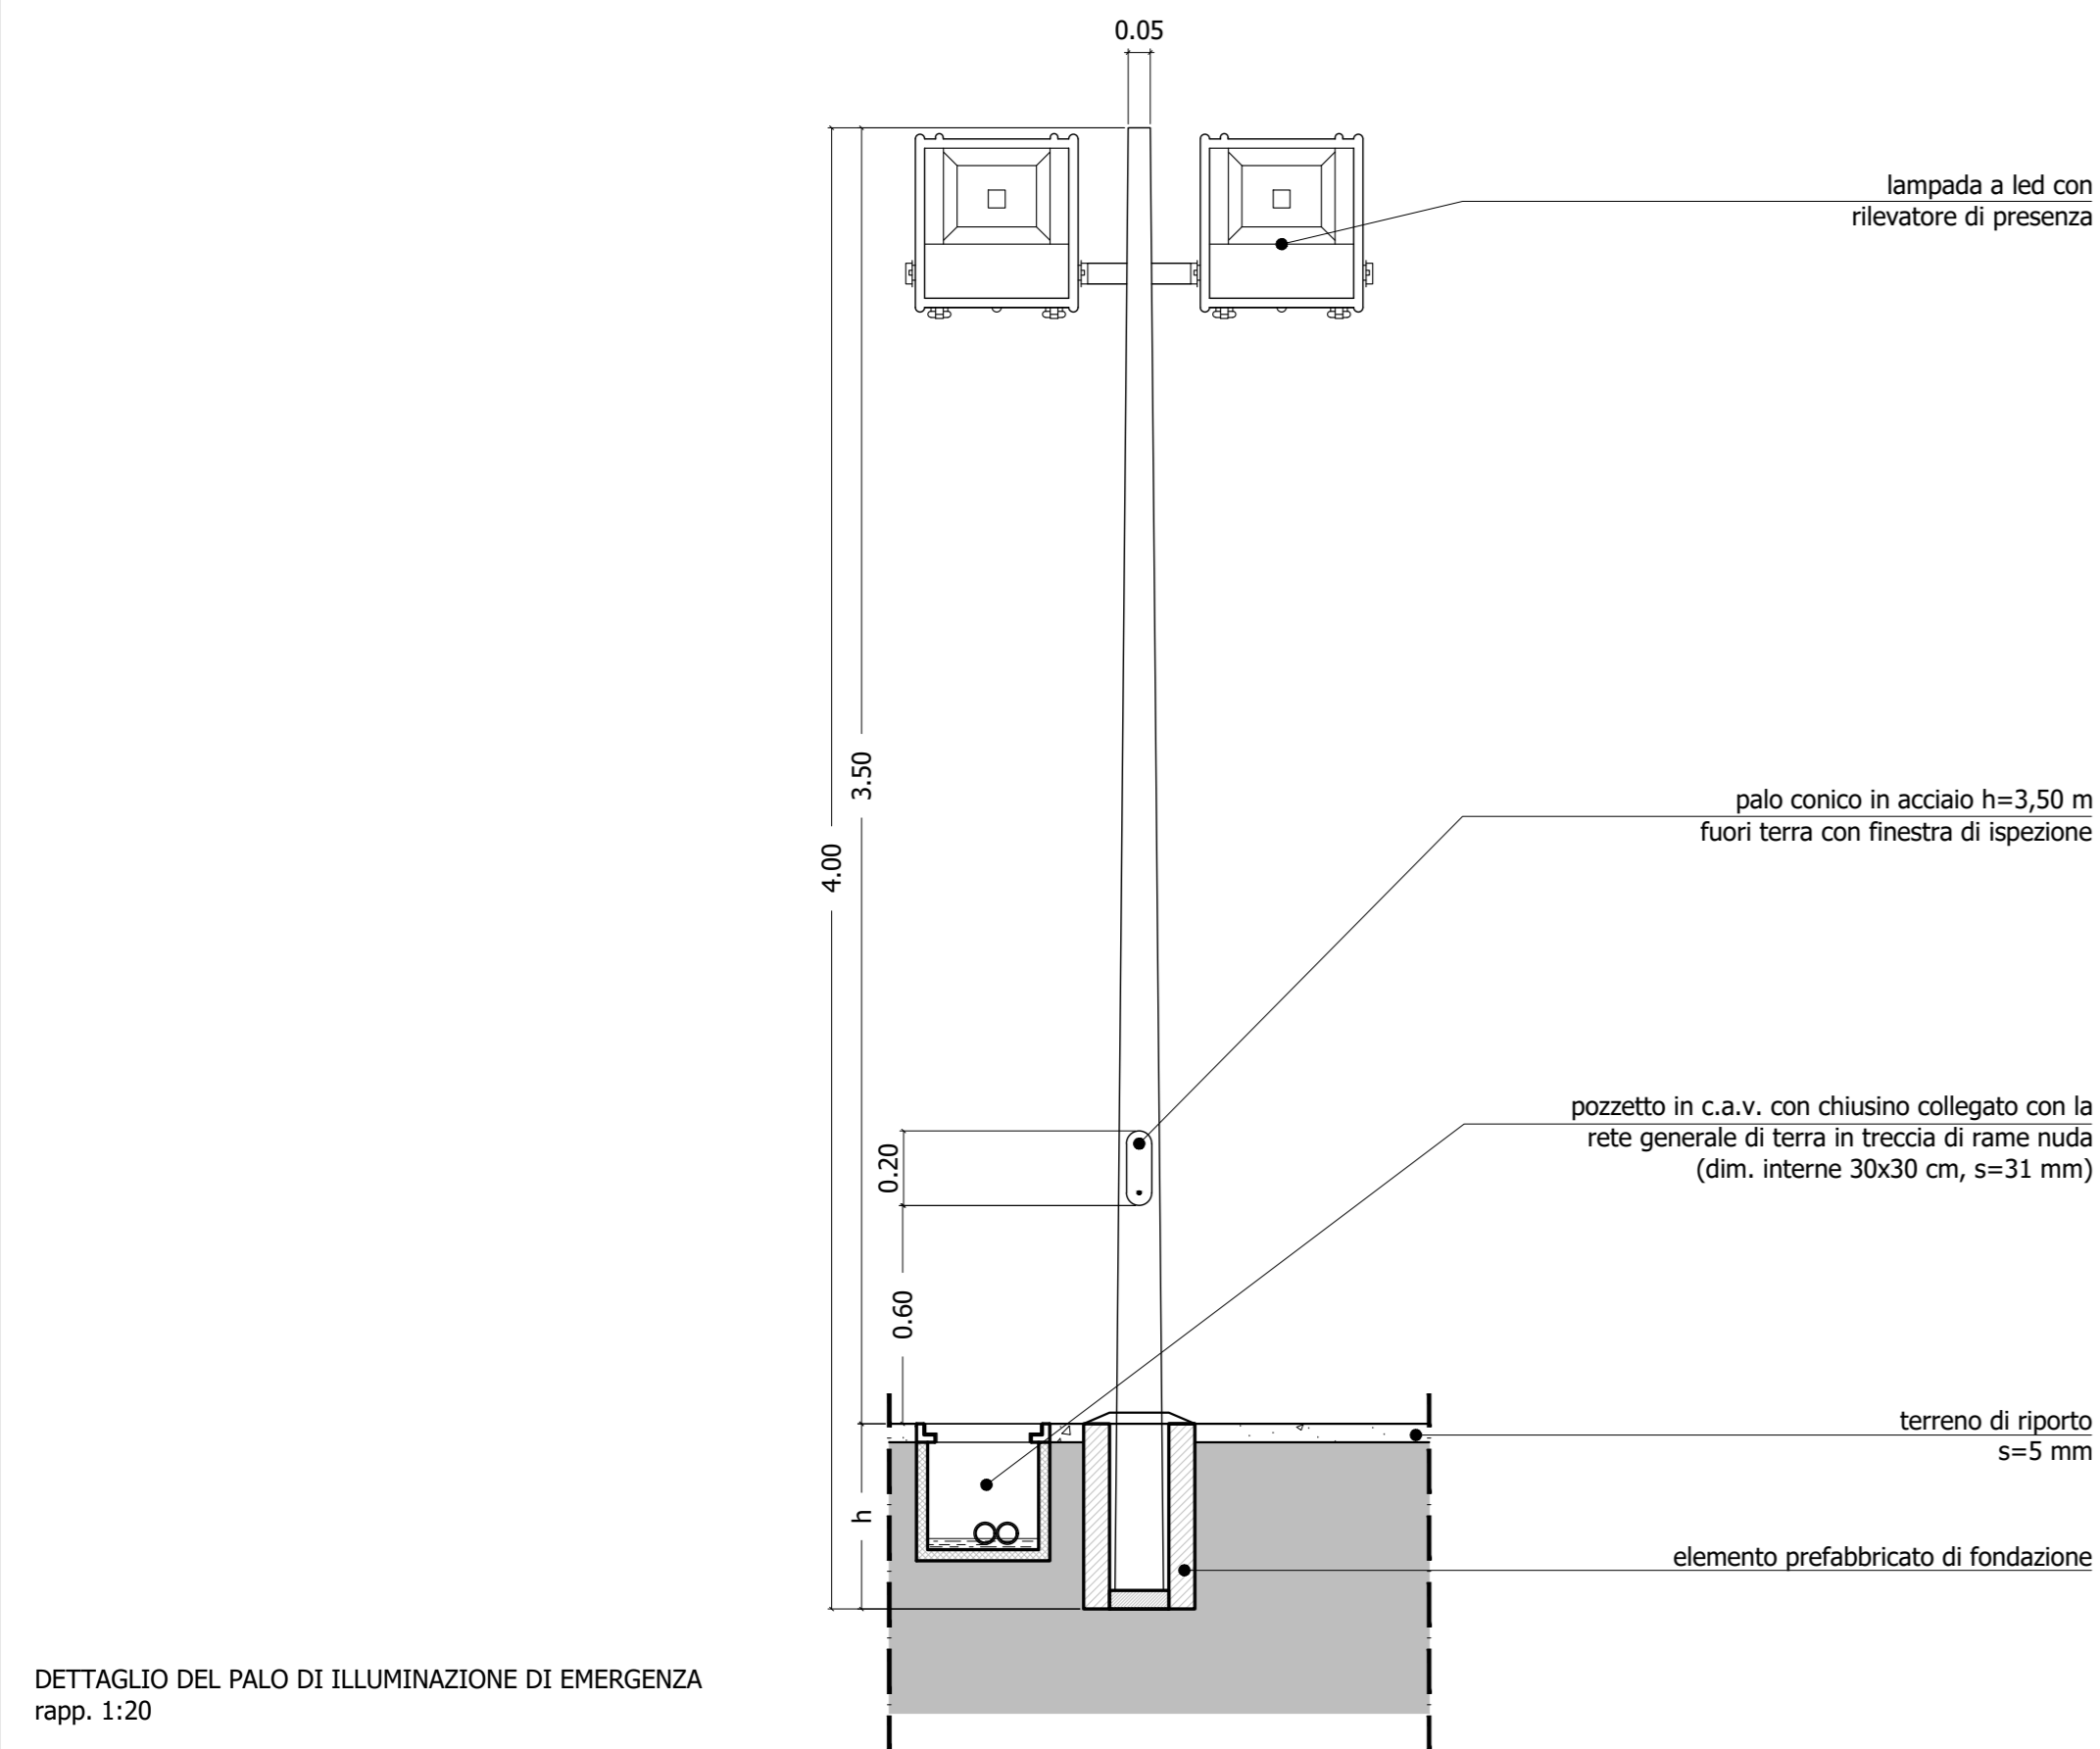 0.05
lampada a led con
rilevatore di presenza
3.50
4.00
palo conico in acciaio h=3,50 m
fuori terra con finestra di ispezione
0.20
pozzetto in c.a.v. con chiusino collegato con la
rete generale di terra in treccia di rame nuda
(dim. interne 30x30 cm, s=31 mm)
0.60
terreno di riporto
s=5 mm
h
elemento prefabbricato di fondazione
DETTAGLIO DEL PALO DI ILLUMINAZIONE DI EMERGENZA
rapp. 1:20